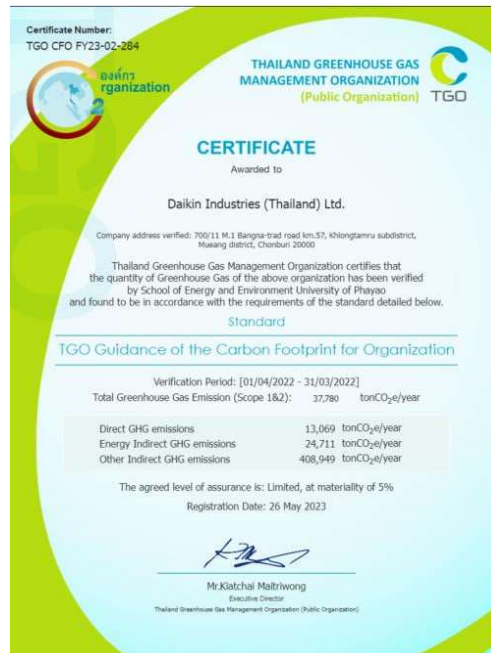 Certificate Number:
TGO CFO FY23-02-284
องค์กร
rganization
2
THAILAND GREENHOUSE GAS
MANAGEMENT ORGANIZATION
(Public Organization)
TGO
CERTIFICATE
Awarded to
Daikin Industries (Thailand) Ltd.
Company address verified: 700/11 M.1 Bangna-trad road km.57, Khlongtamru subdistrict,
Mueang district, Chonburi 20000
Thailand Greenhouse Gas Management Organization certifies that
the quantity of Greenhouse Gas of the above organization has been verified
by School of Energy and Environment University of Phayao
and found to be in accordance with the requirements of the standard detailed below.
Standard
TGO Guidance of the Carbon Footprint for Organization
Verification Period: [01/04/2022 - 31/03/2022]
Total Greenhouse Gas Emission (Scope 1&2): 37,780 tonCO₂e/year
Direct GHG emissions 13,069 tonCO₂e/year
Energy Indirect GHG emissions 24,711 tonCO₂e/year
Other Indirect GHG emissions 408,949 tonCO₂e/year
The agreed level of assurance is: Limited, at materiality of 5%
Registration Date: 26 May 2023
Mr.Kiatchai Maitriwong
Executive Director
Thailand Greenhouse Gas Management Organization (Public Organization)